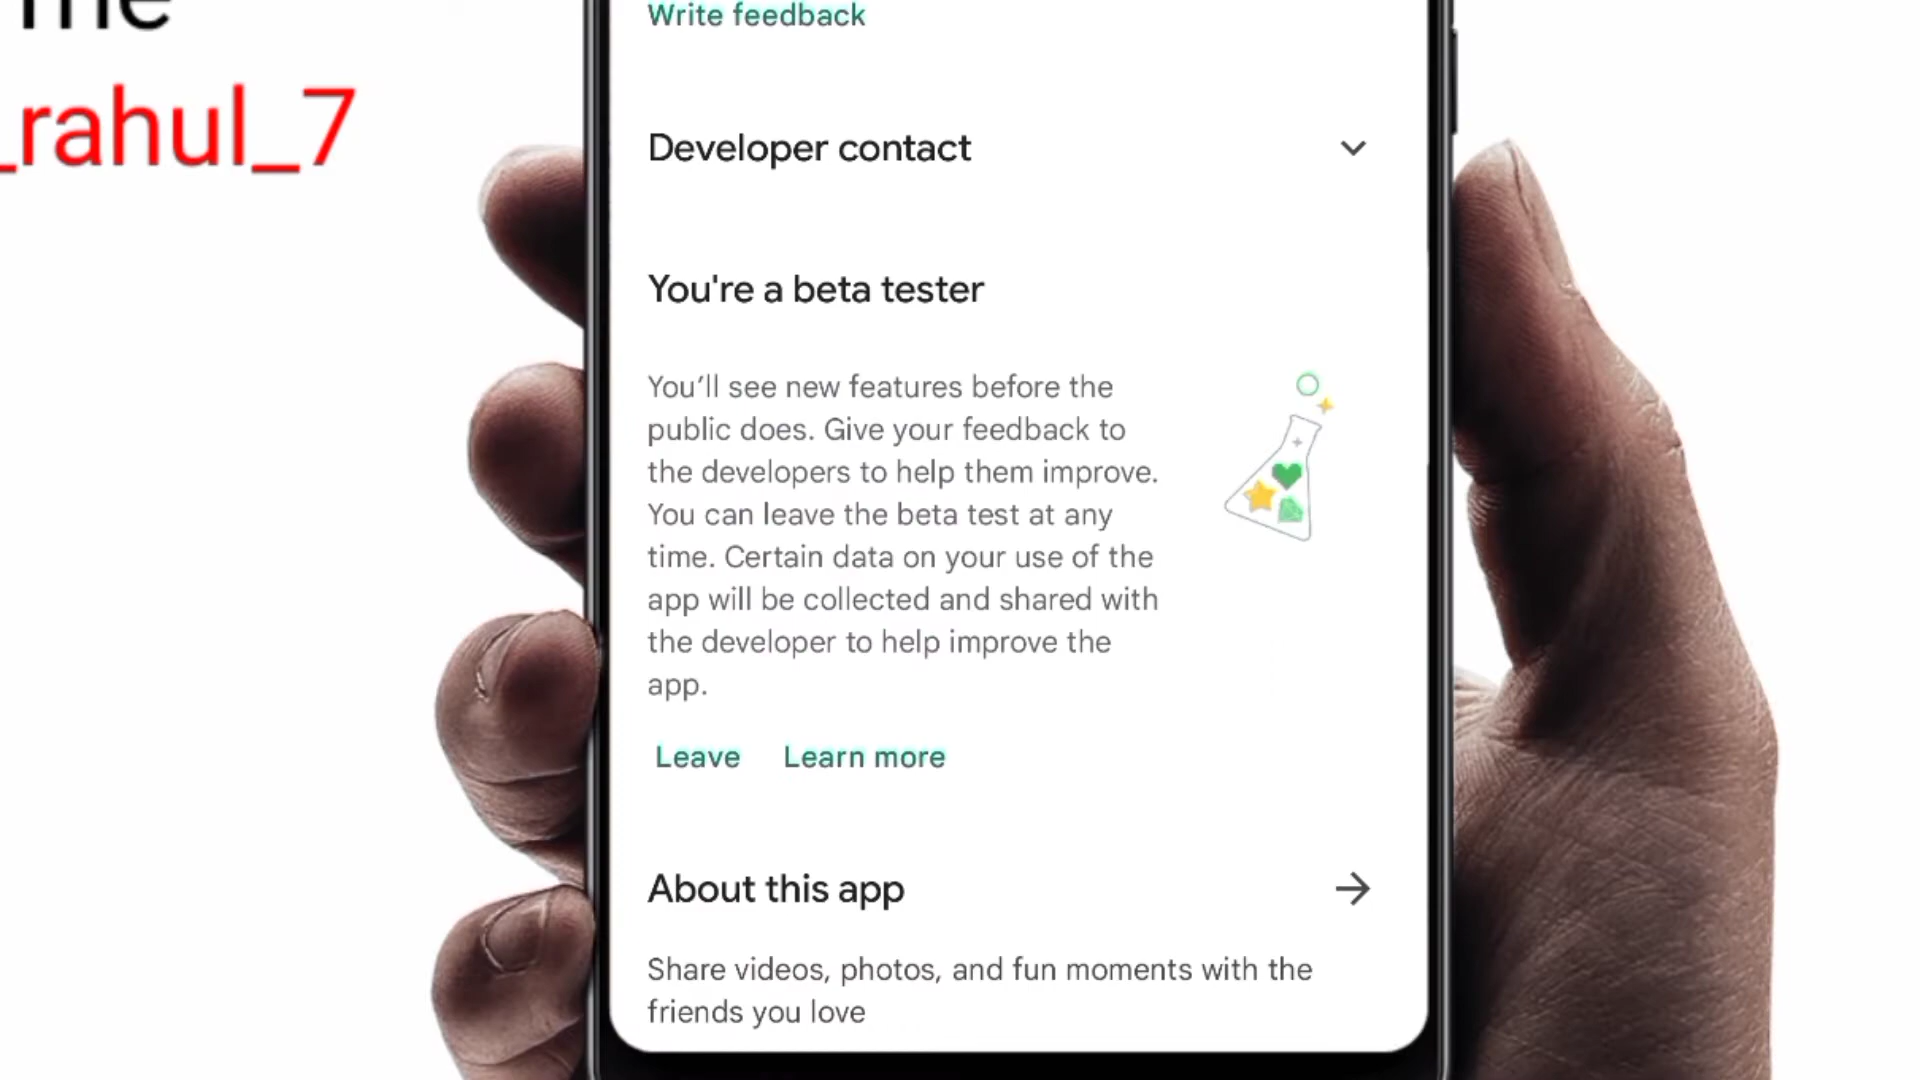 me
_rahul_7
Write feedback
Developer contact
You're a beta tester
You’ll see new features before the
public does. Give your feedback to
the developers to help them improve.
You can leave the beta test at any
time. Certain data on your use of the
app will be collected and shared with
the developer to help improve the
app.
Leave Learn more
About this app
Share videos, photos, and fun moments with the
friends you love